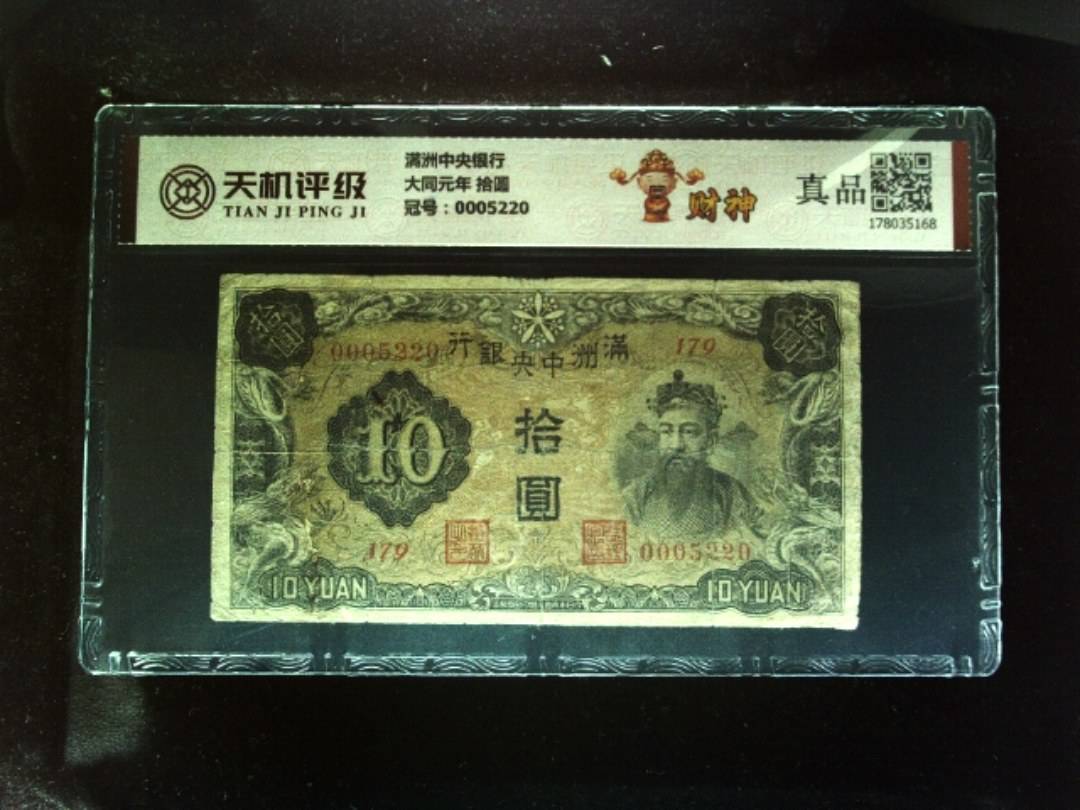 天机评级
TIAN JI PING JI
满洲中央银行
大同元年 拾圆
冠号：0005220
财神
真品
178035168
拾圓
拾圓
0005220
行銀央中洲滿
179
10
拾
圓
179
0005220
10 YUAN
10 YUAN